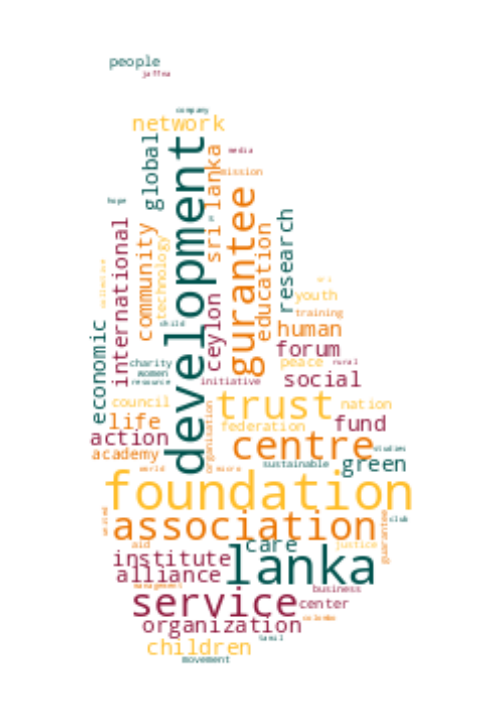 people
jaffna
company
network
global
development
sri lanka
media
mission
hope
gurantee
education
research
international
community
technology
collective
ceylon
child
youth
training
human
forum
economic
charity
women
resource
initiative
peace
rural
social
council
trust
nation
life
organisation
federation
fund
action
centre
studies
academy
world
micro
sustainable
green
foundation
united
association
club
guarantee
aid
care
justice
institute
alliance
lanka
management
business
service
center
organization
colombo
children
tamil
movement